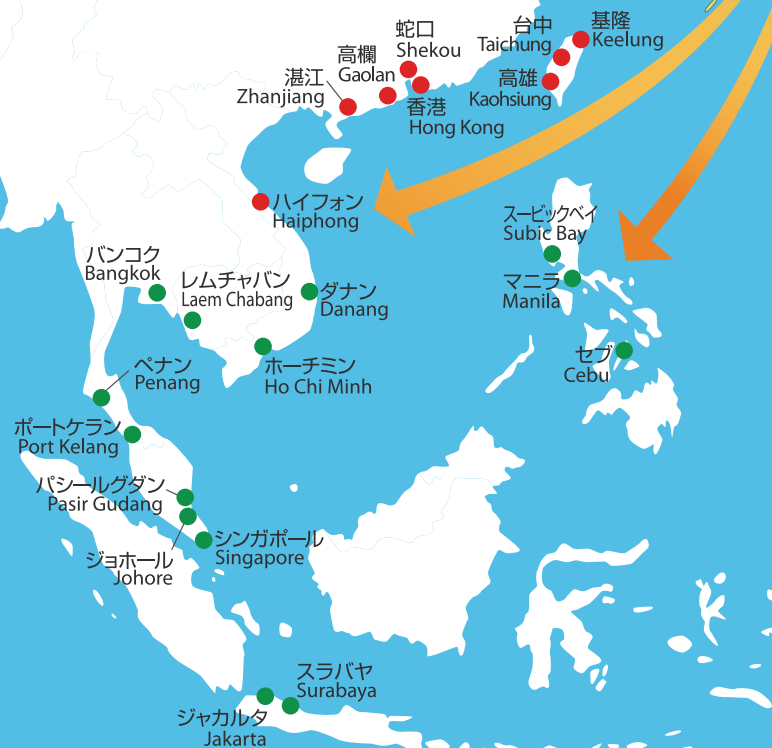 基隆
Keelung
台中
Taichung
高雄
Kaohsiung
蛇口
Shekou
高欄
Gaolan
湛江
Zhanjiang
香港
Hong Kong
ハイフォン
Haiphong
スービックベイ
Subic Bay
マニラ
Manila
セブ
Cebu
バンコク
Bangkok
レムチャバン
Laem Chabang
ダナン
Danang
ホーチミン
Ho Chi Minh
ペナン
Penang
ポートケラン
Port Kelang
パシールグダン
Pasir Gudang
シンガポール
Singapore
ジョホール
Johore
スラバヤ
Surabaya
ジャカルタ
Jakarta